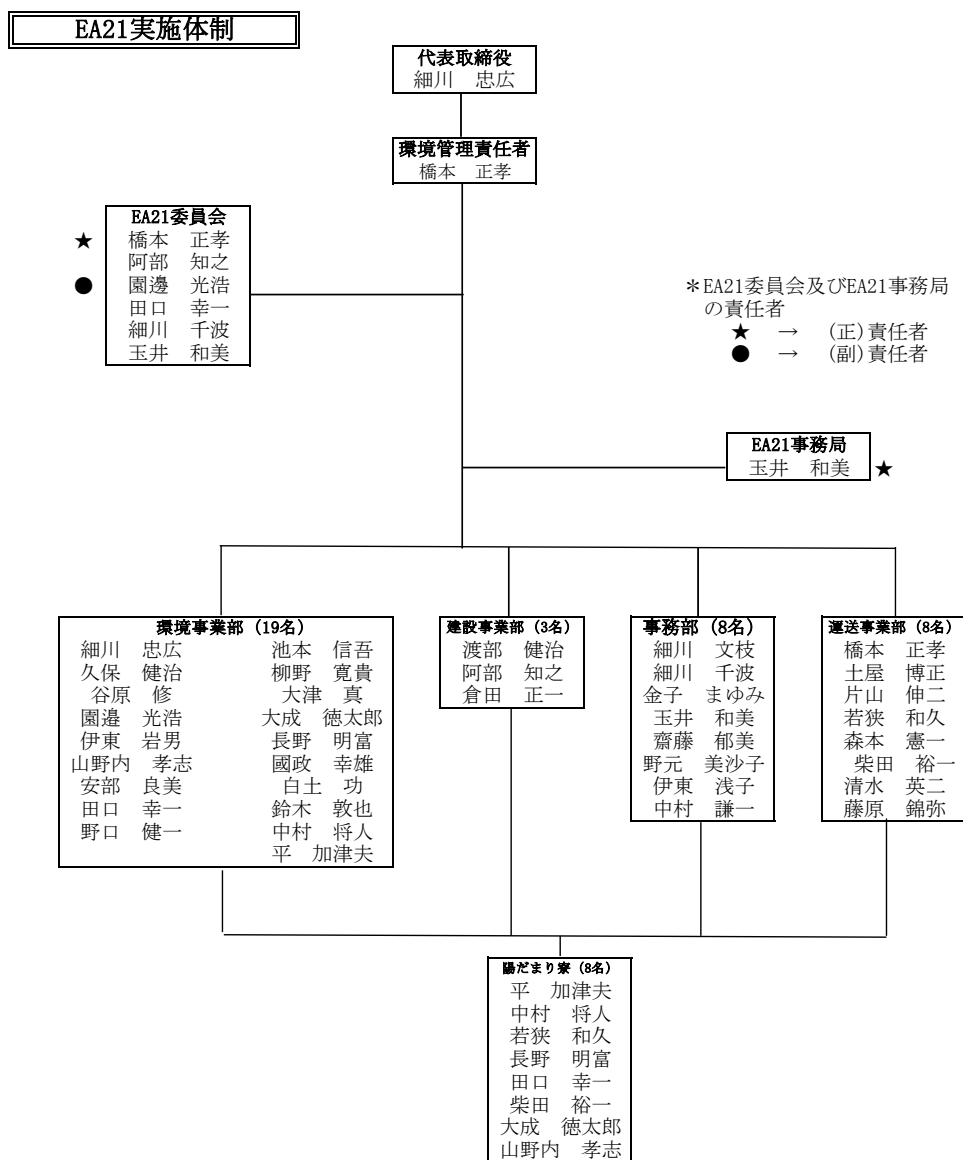 EA21実施体制
代表取締役
細川　忠広
環境管理責任者
橋本　正孝
EA21委員会
★　橋本　正孝
阿部　知之
●　園邊　光浩
田口　幸一
細川　千波
玉井　和美
＊EA21委員会及びEA21事務局
の責任者
★　→　(正)責任者
●　→　(副)責任者
EA21事務局
玉井　和美　★
環境事業部（19名）
細川　忠広　池本　信吾
久保　健治　柳野　寛貴
谷原　修　大津　真
園邊　光浩　大成　徳太郎
伊東　岩男　長野　明富
山野内　孝志　國政　幸雄
安部　良美　白土　功
田口　幸一　鈴木　敦也
野口　健一　中村　将人
平　加津夫
建設事業部（3名）
渡部　健治
阿部　知之
倉田　正一
事務部（8名）
細川　文枝
細川　千波
金子　まゆみ
玉井　和美
齋藤　郁美
野元　美沙子
伊東　浅子
中村　謙一
運送事業部（8名）
橋本　正孝
土屋　博正
片山　伸二
若狭　和久
森本　憲一
柴田　裕一
清水　英二
藤原　錦弥
陽だまり寮（8名）
平　加津夫
中村　将人
若狭　和久
長野　明富
田口　幸一
柴田　裕一
大成　徳太郎
山野内　孝志